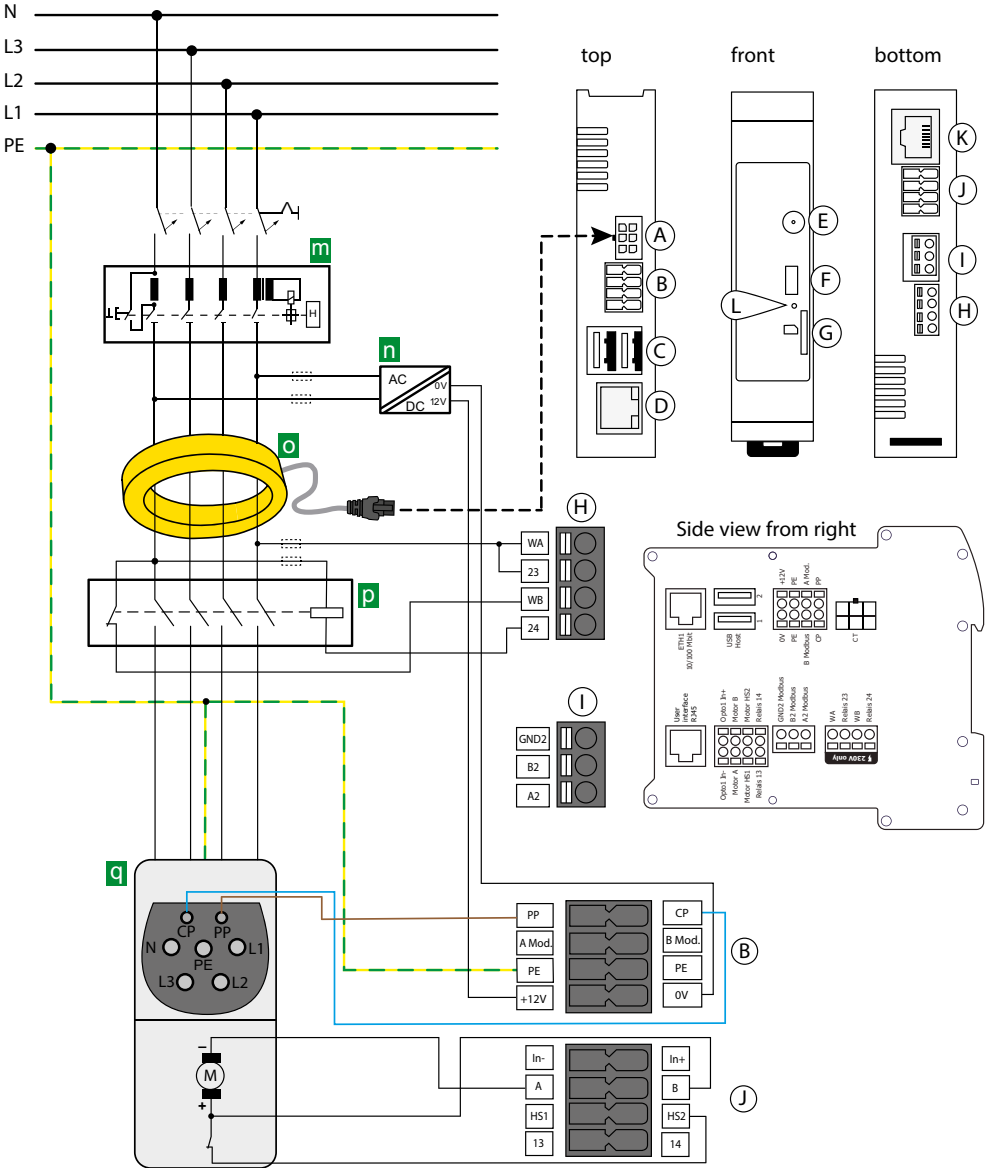 N
L3
L2
L1
PE
top
front
bottom
K
J
I
H
A
B
C
D
E
F
L
G
m
H
n
AC
DC
0V
12V
o
p
H
WA
23
WB
24
I
GND2
B2
A2
Side view from right
ETH1
10/100 Mbit
USB
Host
1
2
+12V
PE
A Mod.
PP
0V
PE
B Modbus
CP
CT
User
interface
RJ45
Opto1 In+
Motor B
Motor HS2
Relais 14
Opto1 In-
Motor A
Motor HS1
Relais 13
GND2 Modbus
B2 Modbus
A2 Modbus
WA
Relais 23
WB
Relais 24
230V only
q
CP PP
N PE L1
L3 L2
–
M
+
PP
A Mod.
PE
+12V
CP
B Mod.
PE
0V
B
In-
A
HS1
13
In+
B
HS2
14
J